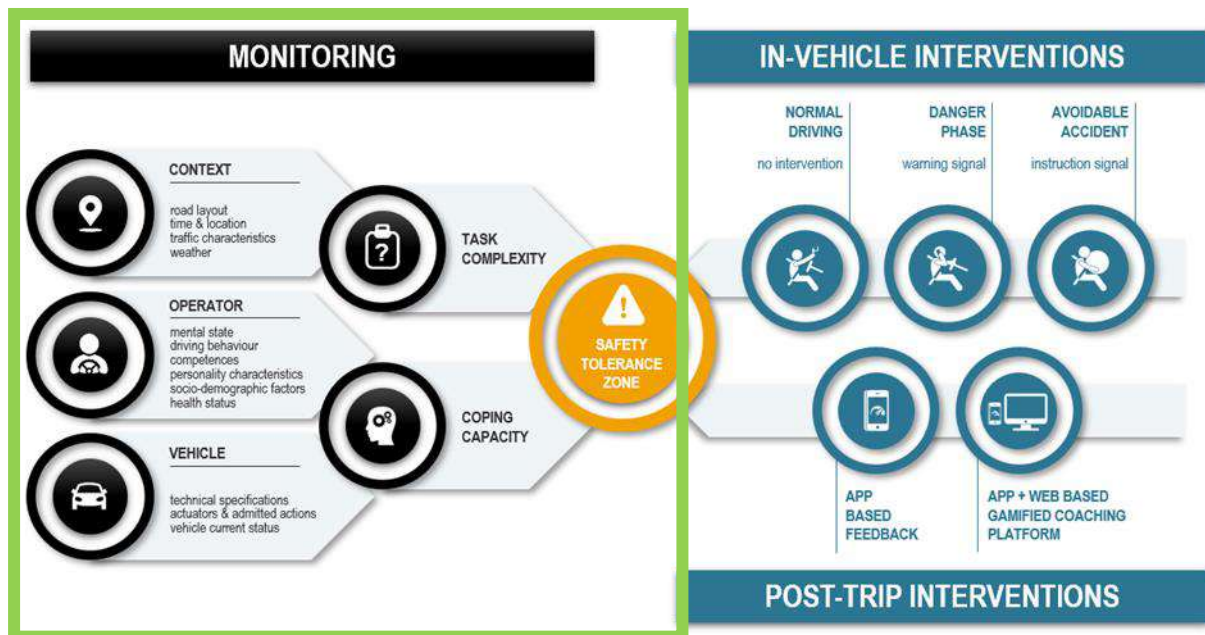 MONITORING
CONTEXT
road layout
time & location
traffic characteristics
weather
OPERATOR
mental state
driving behaviour
competences
personality characteristics
socio-demographic factors
health status
VEHICLE
technical specifications
actuators & admitted actions
vehicle current status
?
TASK
COMPLEXITY
COPING
CAPACITY
!
SAFETY
TOLERANCE
ZONE
IN-VEHICLE INTERVENTIONS
NORMAL
DRIVING
no intervention
DANGER
PHASE
warning signal
AVOIDABLE
ACCIDENT
instruction signal
APP
BASED
FEEDBACK
APP + WEB BASED
GAMIFIED COACHING
PLATFORM
POST-TRIP INTERVENTIONS